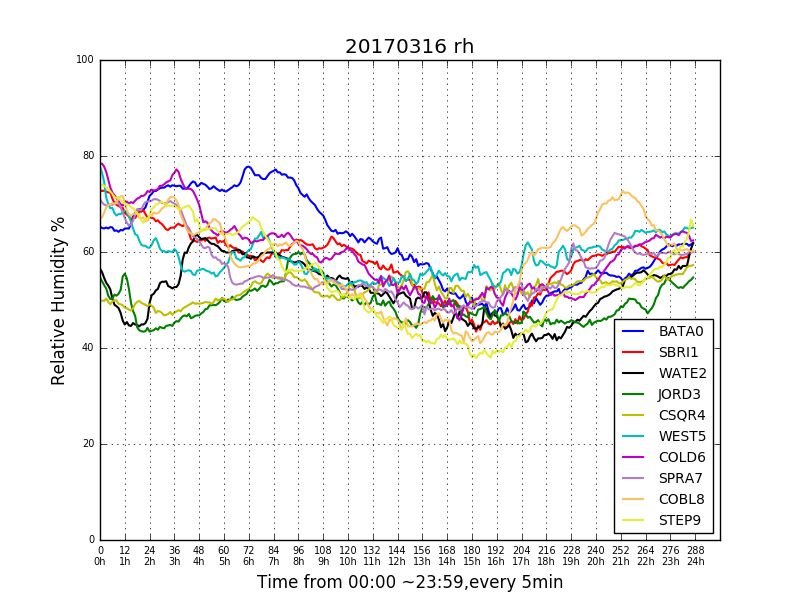 20170316 rh
100
80
60
40
20
0
Relative Humidity %
0 12 24 36 48 60 72 84 96 108 120 132 144 156 168 180 192 204 216 228 240 252 264 276 288
0h 1h 2h 3h 4h 5h 6h 7h 8h 9h 10h 11h 12h 13h 14h 15h 16h 17h 18h 19h 20h 21h 22h 23h 24h
Time from 00:00 ~23:59,every 5min
BATA0
SBRI1
WATE2
JORD3
CSQR4
WEST5
COLD6
SPRA7
COBL8
STEP9